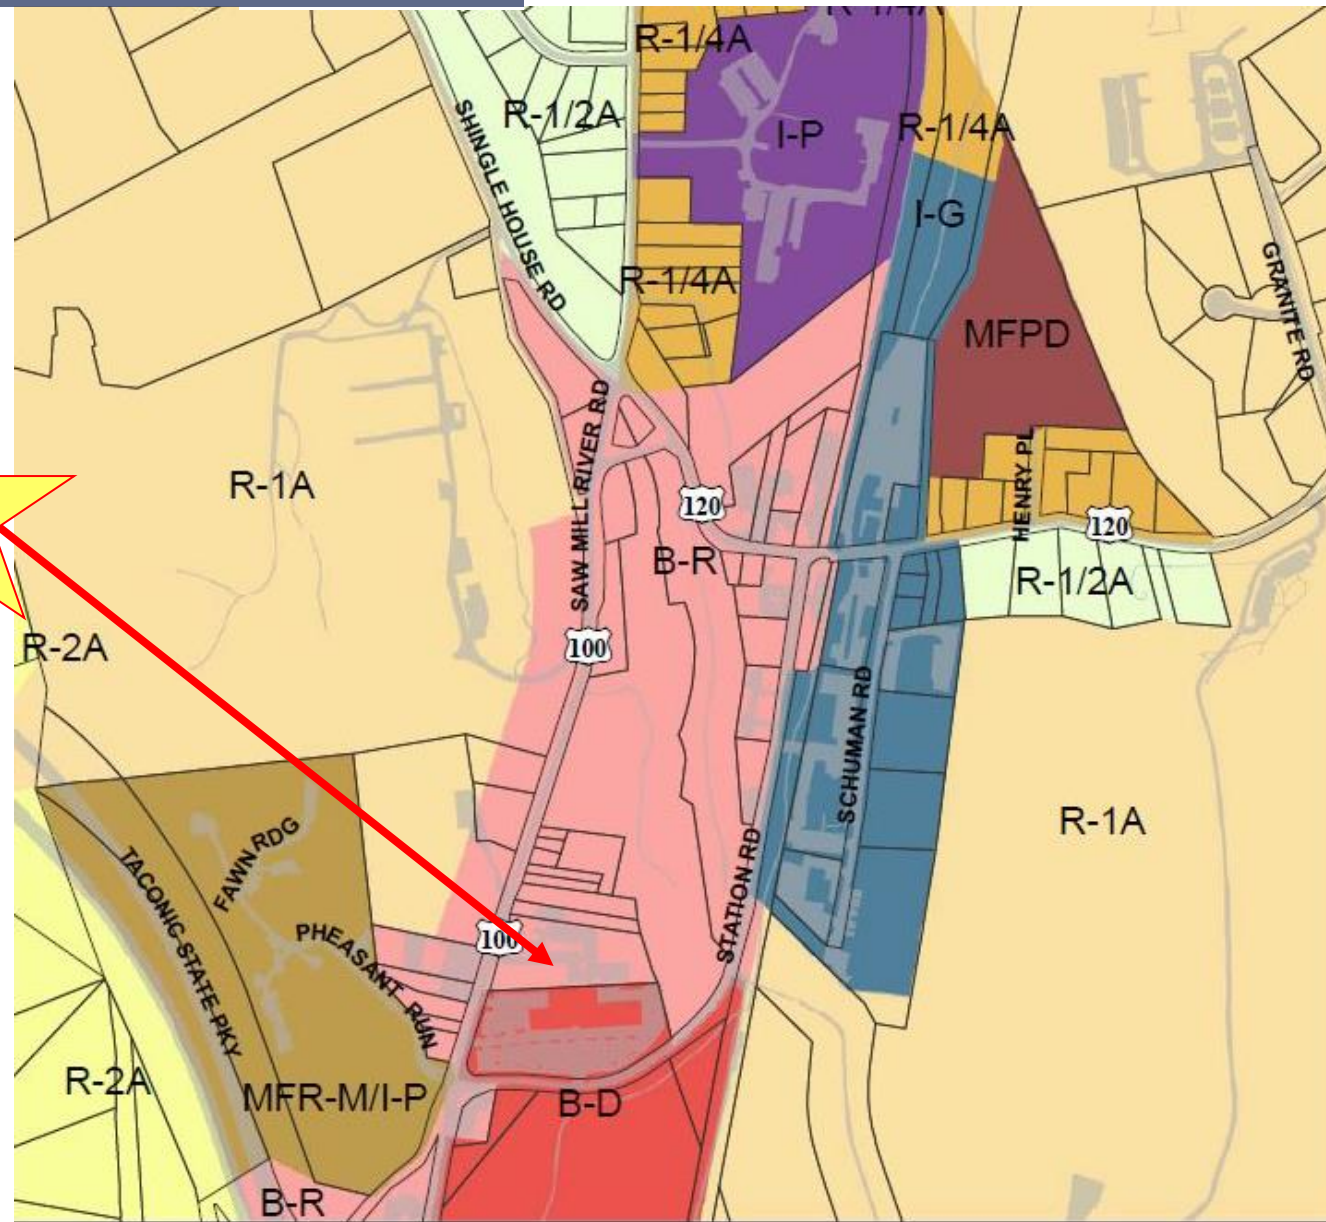 R-1/4A
R-1/4A
R-1/2A
I-P
R-1/4A
SHINGLE HOUSE RD
I-G
R-1/4A
GRANITE RD
MFPD
SAW MILL RIVER RD
R-1A
HENRY PL
120
120
B-R
R-1/2A
R-2A
100
SCHUMAN RD
R-1A
FAWN RDG
TACONIC STATE PKY
STATION RD
PHEASANT RUN
100
R-2A
MFR-M/I-P
B-D
B-R